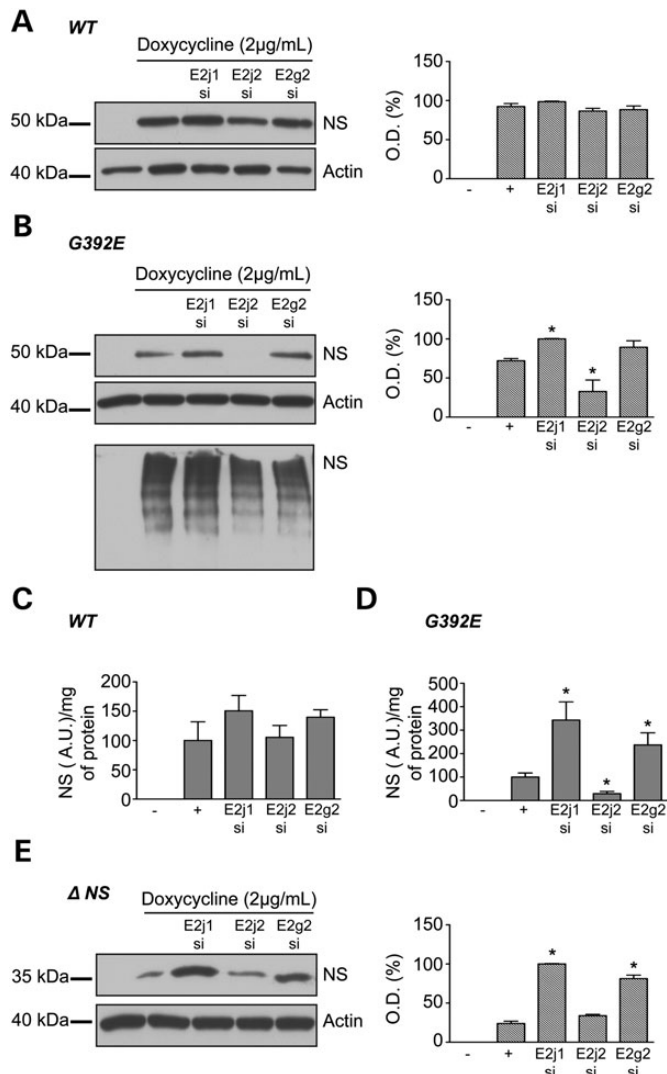 A WT
Doxycycline (2µg/mL)
E2j1 E2j2 E2g2
si si si
50 kDa NS
40 kDa Actin
150
100
50
0
O.D. (%)
- + E2j1 E2j2 E2g2
si si si
B G392E
Doxycycline (2µg/mL)
E2j1 E2j2 E2g2
si si si
50 kDa NS
40 kDa Actin
NS
150
100
50
0
O.D. (%)
* *
- + E2j1 E2j2 E2g2
si si si
C WT
200
150
100
50
0
NS ( A.U.)/mg
of protein
- + E2j1 E2j2 E2g2
si si si
D G392E
500
400
300
200
100
0
NS ( A.U.)/mg
of protein
* * *
- + E2j1 E2j2 E2g2
si si si
E Δ NS
Doxycycline (2µg/mL)
E2j1 E2j2 E2g2
si si si
35 kDa NS
40 kDa Actin
150
100
50
0
O.D. (%)
* *
- + E2j1 E2j2 E2g2
si si si